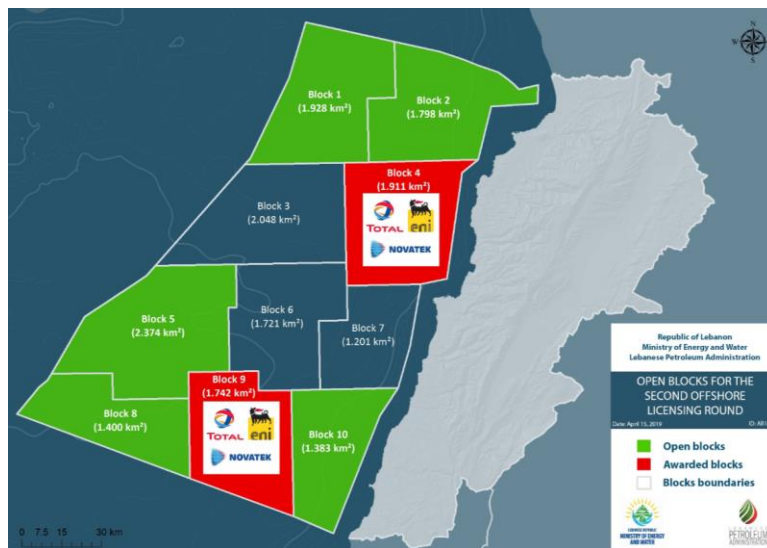 N
W
S
Block 1
(1.928 km²)
Block 2
(1.798 km²)
Block 4
(1.911 km²)
TOTAL
eni
NOVATEK
Block 3
(2.048 km²)
Block 5
(2.374 km²)
Block 6
(1.721 km²)
Block 7
(1.201 km²)
Block 9
(1.742 km²)
TOTAL
eni
NOVATEK
Block 8
(1.400 km²)
Block 10
(1.383 km²)
0 7.5 15 30 km
Republic of Lebanon
Ministry of Energy and Water
Lebanese Petroleum Administration
OPEN BLOCKS FOR THE
SECOND OFFSHORE
LICENSING ROUND
Date: April 15, 2019
Open blocks
Awarded blocks
Blocks boundaries
LEBANESE REPUBLIC
MINISTRY OF ENERGY
AND WATER
LEBANESE
PETROLEUM
ADMINISTRATION